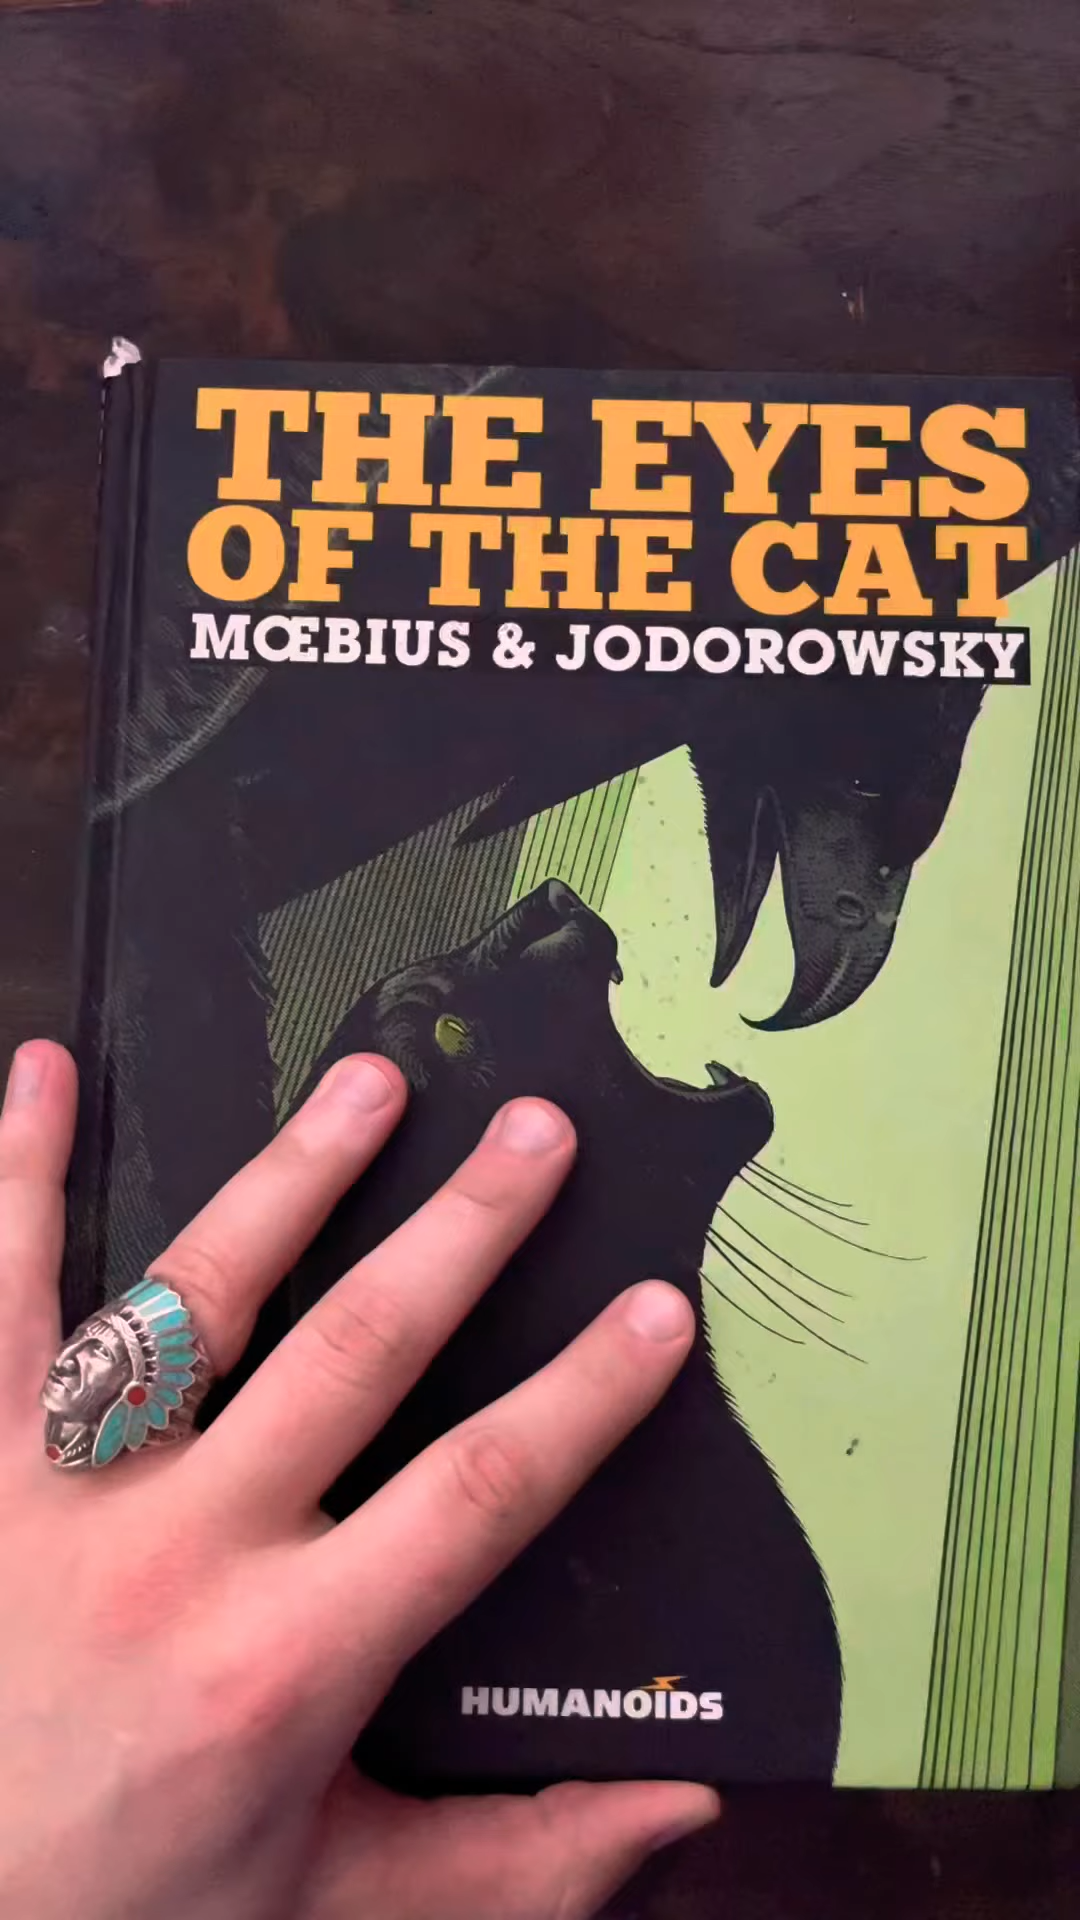 THE EYES
OF THE CAT
MŒBIUS & JODOROWSKY
HUMANOIDS